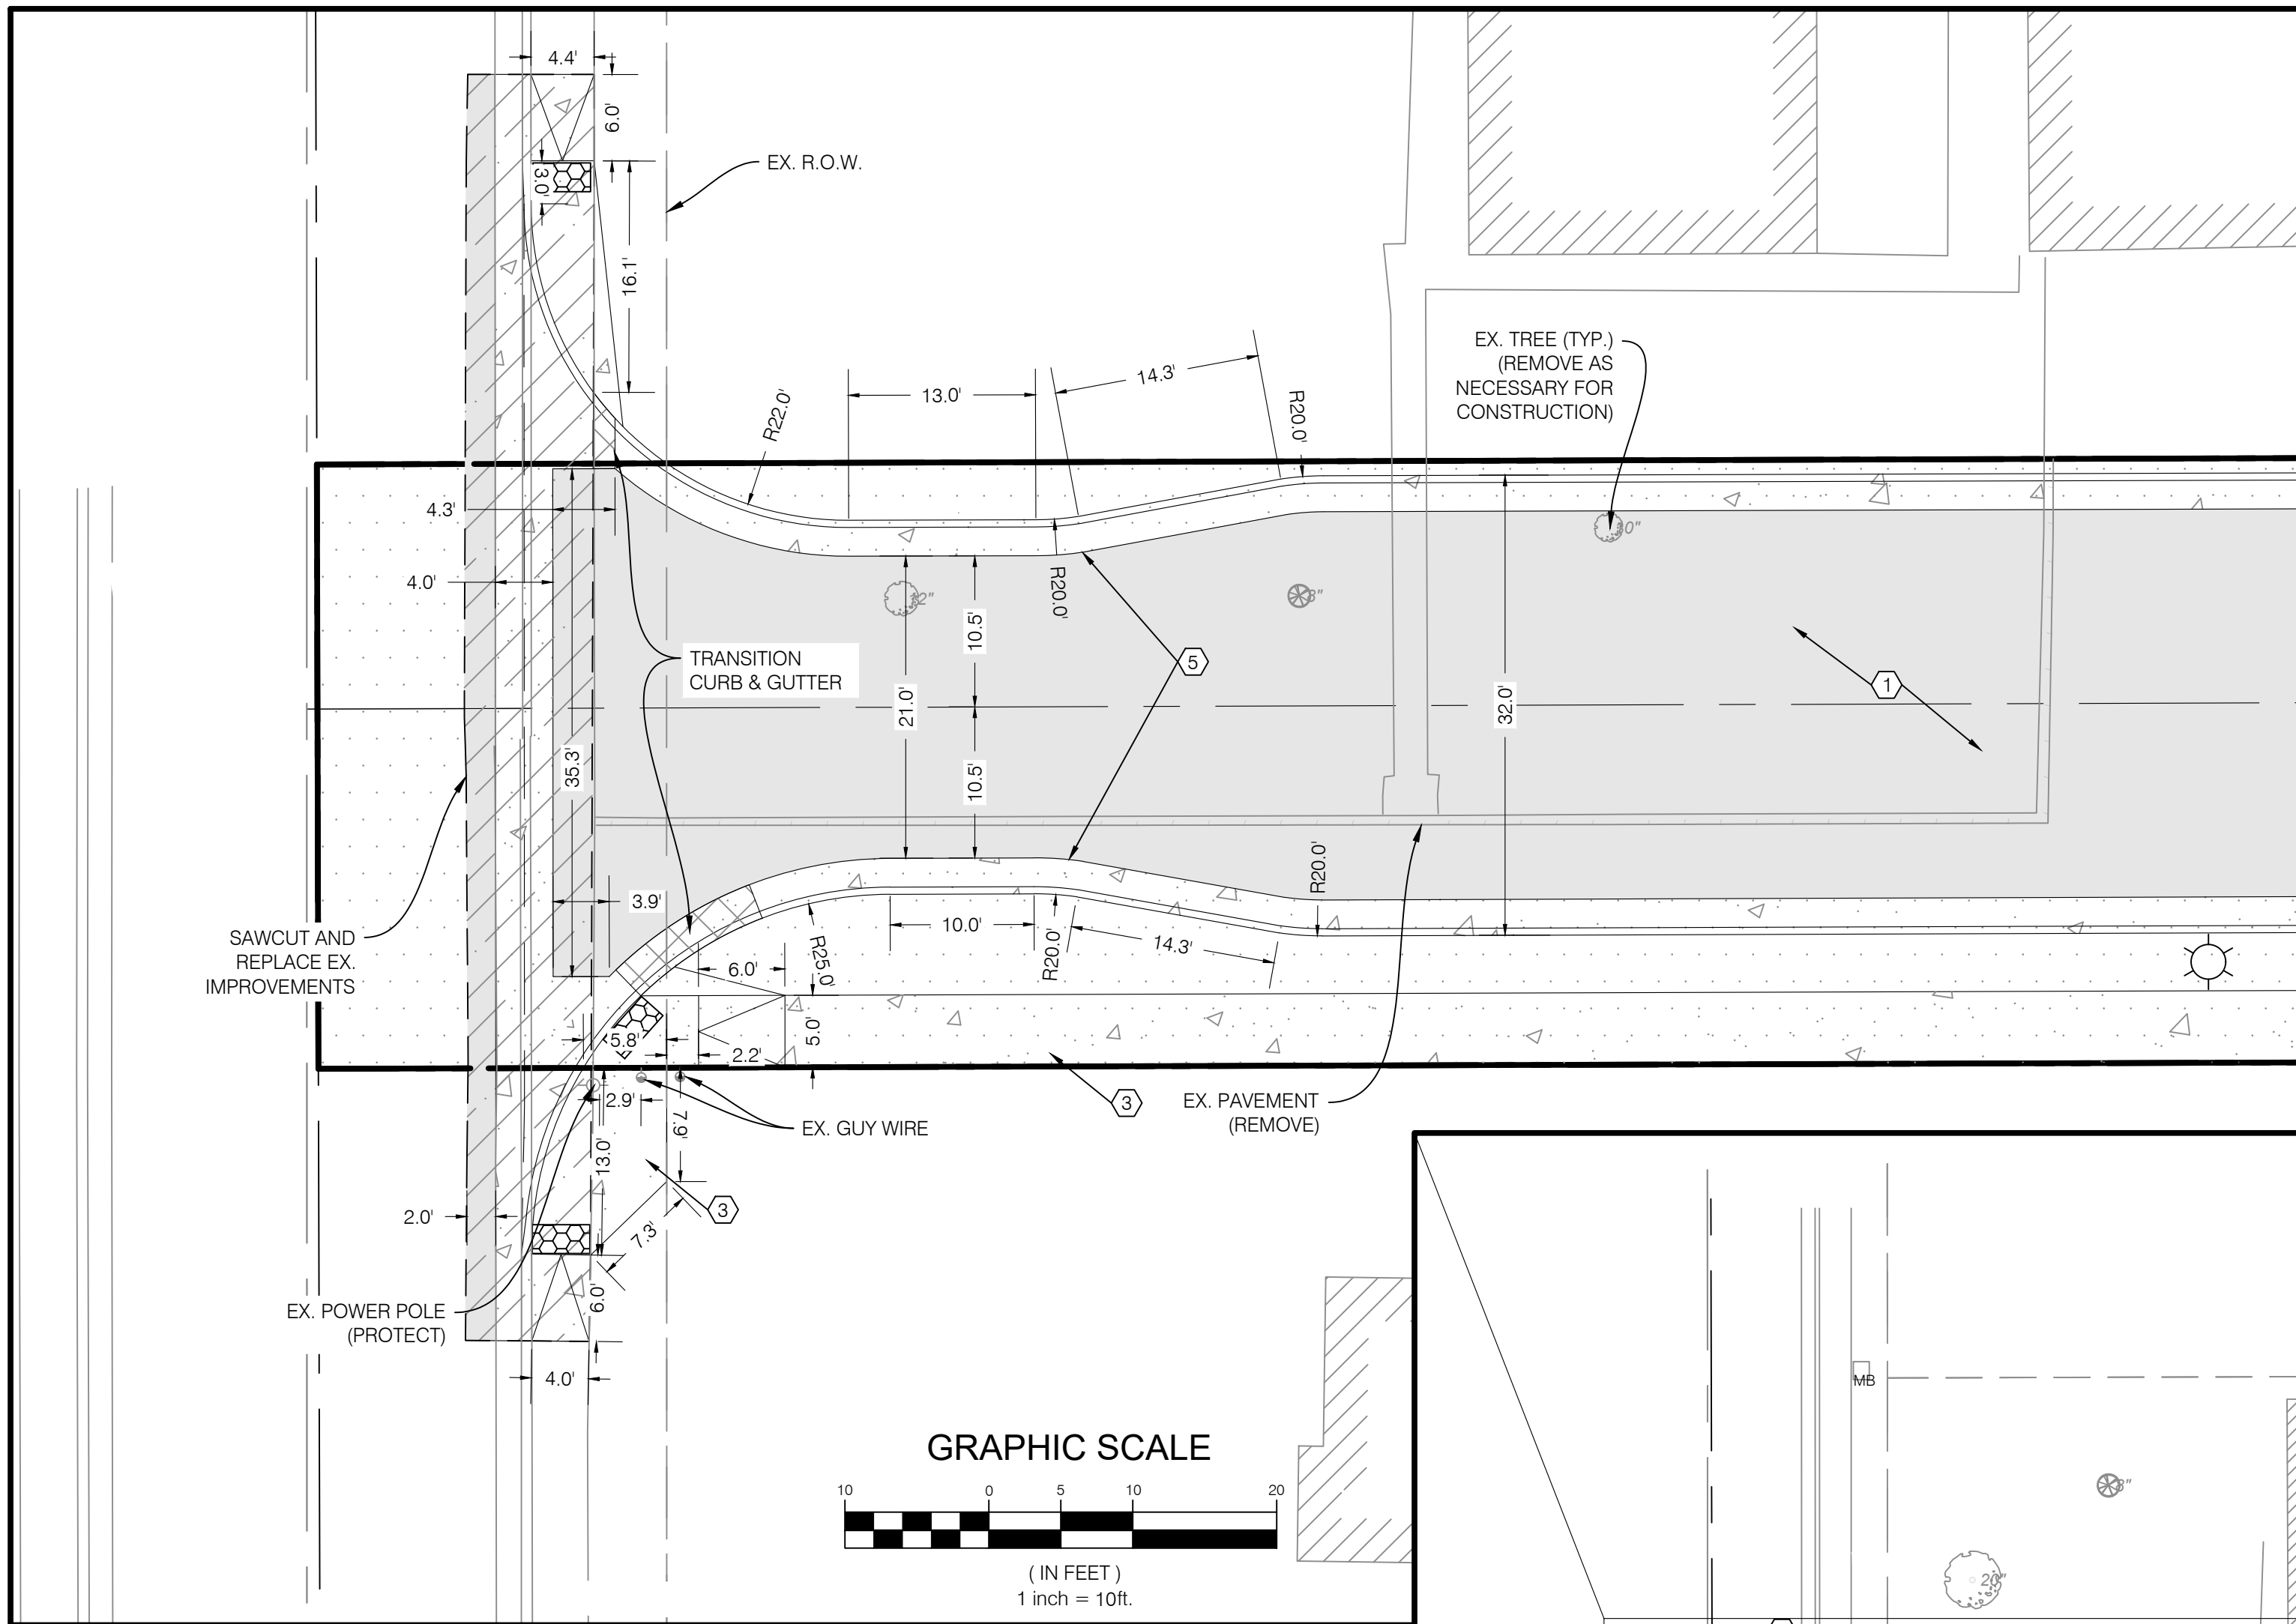 4.4'
6.0'
3.0'
EX. R.O.W.
16.1'
R22.0'
13.0'
14.3'
R20.0'
EX. TREE (TYP.)
(REMOVE AS
NECESSARY FOR
CONSTRUCTION)
4.3'
4.0'
R20.0'
10.5'
21.0'
10.5'
35.3'
32.0'
8"
5
1
TRANSITION
CURB & GUTTER
3.9'
SAWCUT AND
REPLACE EX.
IMPROVEMENTS
6.0'
R25.0'
10.0'
R20.0'
14.3'
R20.0'
5.8'
2.2'
5.0'
2.9'
7.9'
13.0'
EX. GUY WIRE
3
EX. PAVEMENT
(REMOVE)
2.0'
7.3'
3
6.0'
EX. POWER POLE
(PROTECT)
4.0'
GRAPHIC SCALE
10 0 5 10 20
( IN FEET )
1 inch = 10ft.
MB
8"
20"